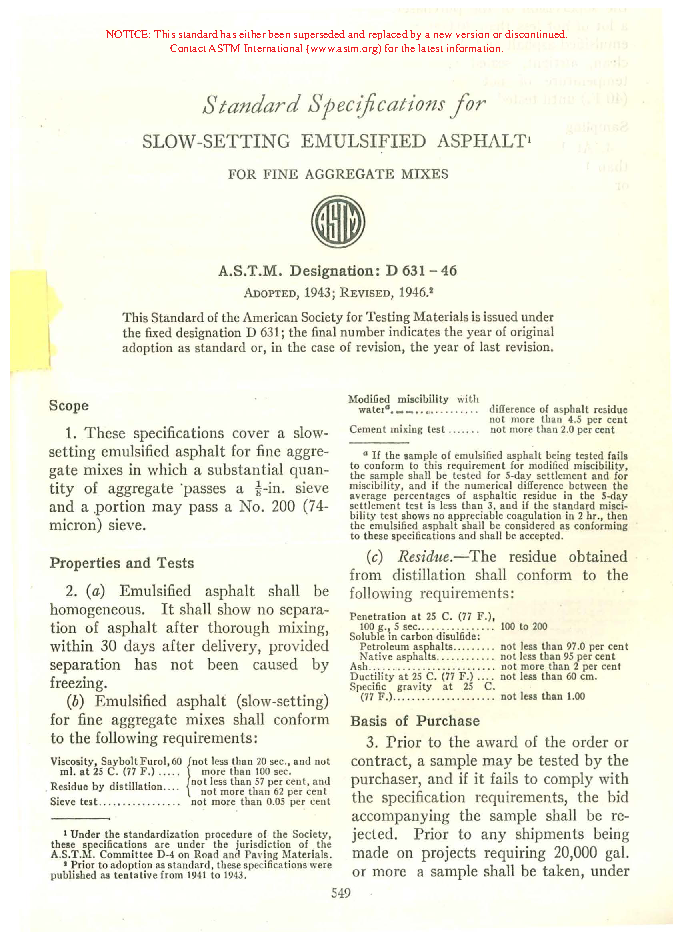 NOTICE: This standard has either been superseded and replaced by a new version or discontinued.
Contact ASTM International (www.astm.org) for the latest information.
Standard Specifications for
SLOW-SETTING EMULSIFIED ASPHALT¹
FOR FINE AGGREGATE MIXES
ASTM
A.S.T.M. Designation: D 631 – 46
ADOPTED, 1943; REVISED, 1946.²
This Standard of the American Society for Testing Materials is issued under
the fixed designation D 631; the final number indicates the year of original
adoption as standard or, in the case of revision, the year of last revision.
Scope
1. These specifications cover a slow-
setting emulsified asphalt for fine aggre-
gate mixes in which a substantial quan-
tity of aggregate passes a ⅛-in. sieve
and a portion may pass a No. 200 (74-
micron) sieve.
Properties and Tests
2. (a) Emulsified asphalt shall be
homogeneous. It shall show no separa-
tion of asphalt after thorough mixing,
within 30 days after delivery, provided
separation has not been caused by
freezing.
(b) Emulsified asphalt (slow-setting)
for fine aggregate mixes shall conform
to the following requirements:
Viscosity, Saybolt Furol, 60 { not less than 20 sec., and not
ml. at 25 C. (77 F.) ..... { more than 100 sec.
Residue by distillation.... { not less than 57 per cent, and
{ not more than 62 per cent
Sieve test................. not more than 0.05 per cent
¹ Under the standardization procedure of the Society,
these specifications are under the jurisdiction of the
A.S.T.M. Committee D-4 on Road and Paving Materials.
² Prior to adoption as standard, these specifications were
published as tentative from 1941 to 1943.
Modified miscibility with
waterᵃ............... difference of asphalt residue
not more than 4.5 per cent
Cement mixing test ....... not more than 2.0 per cent
ᵃ If the sample of emulsified asphalt being tested fails
to conform to this requirement for modified miscibility,
the sample shall be tested for 5-day settlement and for
miscibility, and if the numerical difference between the
average percentages of asphaltic residue in the 5-day
settlement test is less than 3, and if the standard misci-
bility test shows no appreciable coagulation in 2 hr., then
the emulsified asphalt shall be considered as conforming
to these specifications and shall be accepted.
(c) Residue.—The residue obtained
from distillation shall conform to the
following requirements:
Penetration at 25 C. (77 F.),
100 g., 5 sec............... 100 to 200
Soluble in carbon disulfide:
Petroleum asphalts......... not less than 97.0 per cent
Native asphalts............ not less than 95 per cent
Ash......................... not more than 2 per cent
Ductility at 25 C. (77 F.) .... not less than 60 cm.
Specific gravity at 25 C.
(77 F.).................... not less than 1.00
Basis of Purchase
3. Prior to the award of the order or
contract, a sample may be tested by the
purchaser, and if it fails to comply with
the specification requirements, the bid
accompanying the sample shall be re-
jected. Prior to any shipments being
made on projects requiring 20,000 gal.
or more a sample shall be taken, under
549